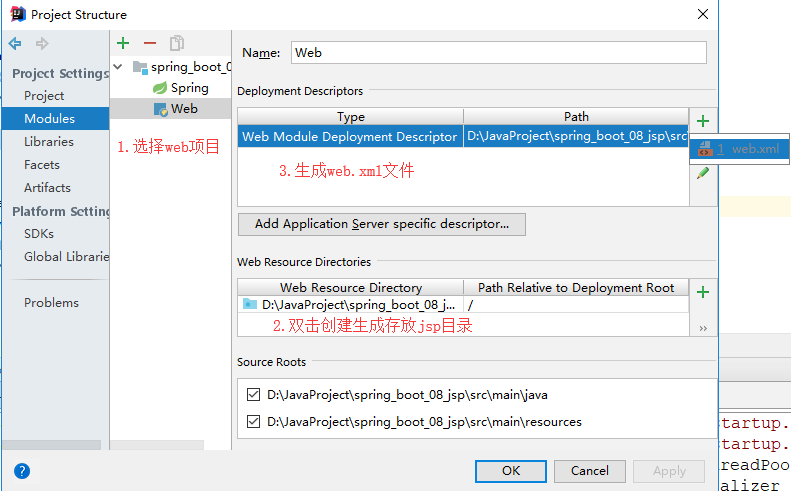 Project Structure
Name: Web
Project Settings
Project
Modules
Libraries
Facets
Artifacts
Platform Setting
SDKs
Global Librarie
Problems
spring_boot_0
Spring
Web
1.选择web项目
Deployment Descriptors
Type Path
Web Module Deployment Descriptor D:\JavaProject\spring_boot_08_jsp\src
1 web.xml
3.生成web.xml文件
Add Application Server specific descriptor...
Web Resource Directories
Web Resource Directory Path Relative to Deployment Root
D:\JavaProject\spring_boot_08_j... /
2.双击创建生成存放jsp目录
Source Roots
D:\JavaProject\spring_boot_08_jsp\src\main\java
D:\JavaProject\spring_boot_08_jsp\src\main\resources
OK Cancel Apply
startup.
startup.
readPoo
alizer